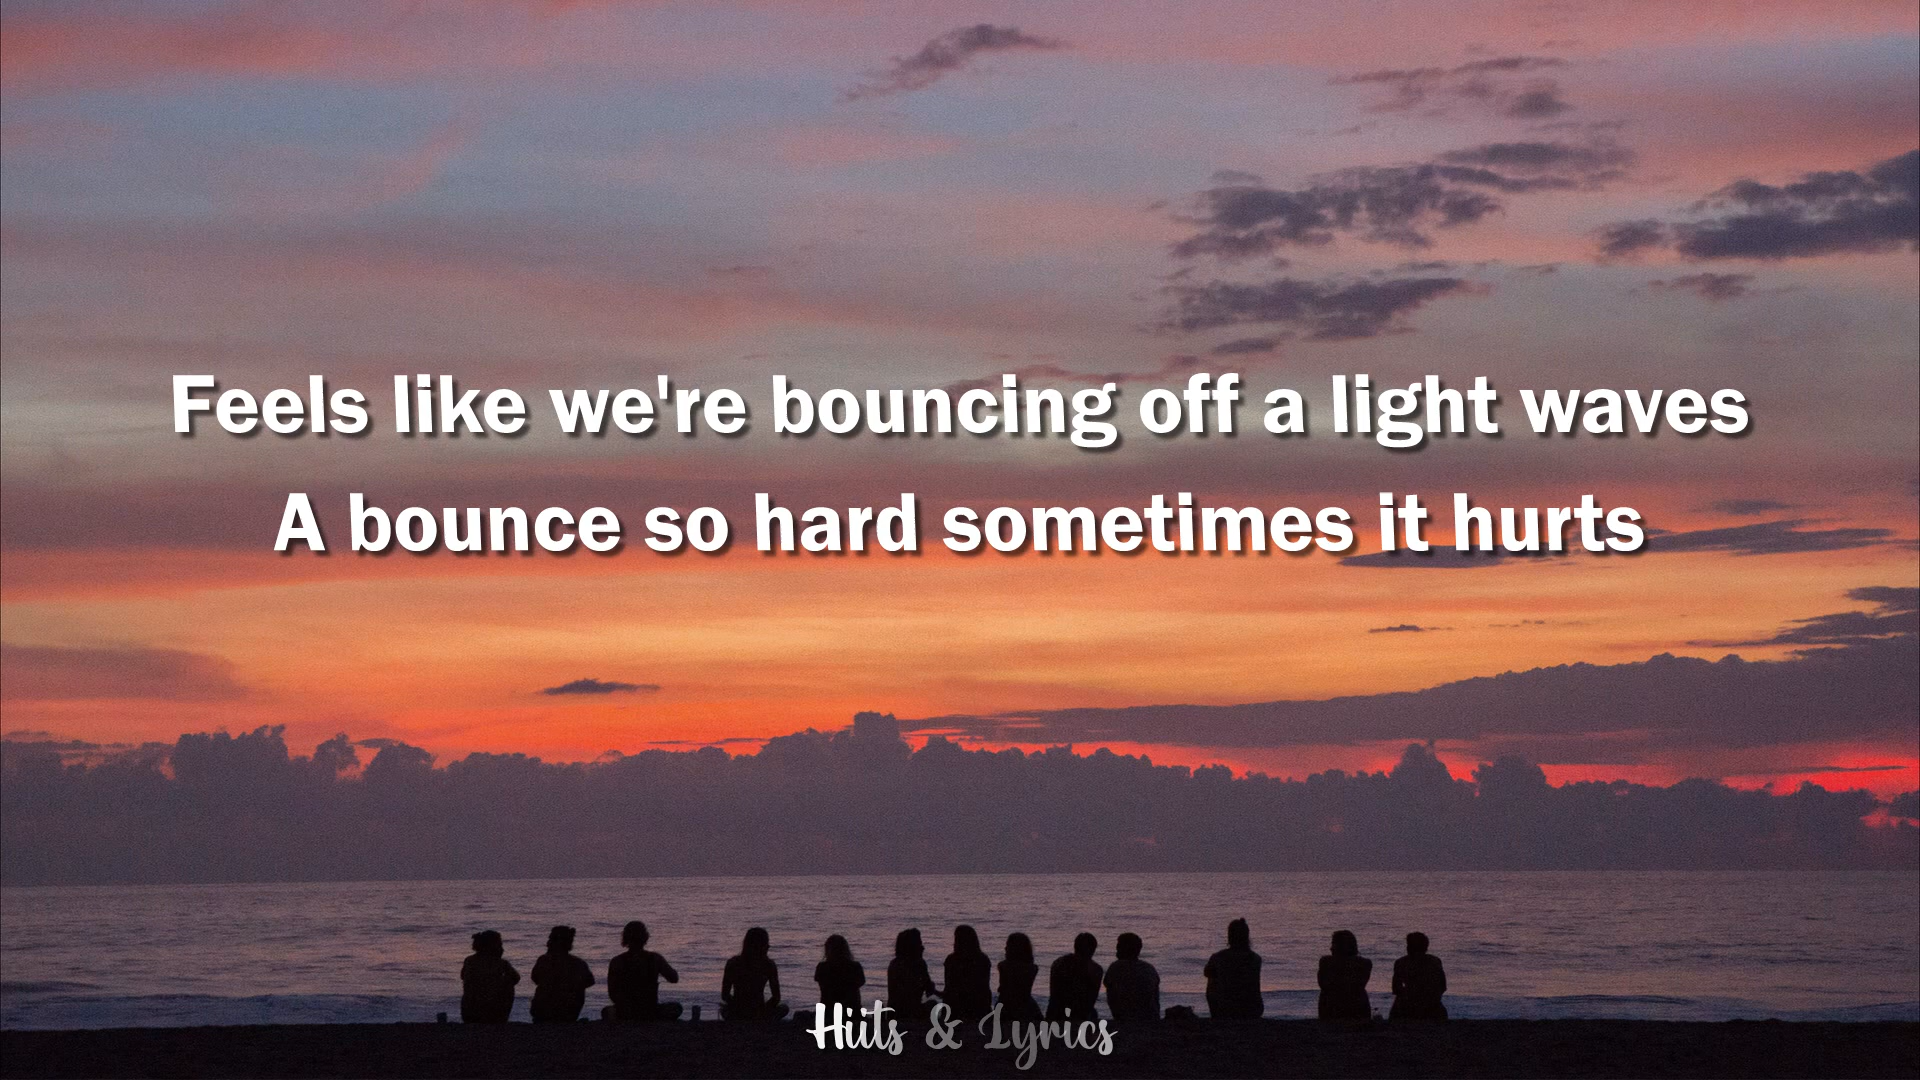 Feels like we're bouncing off a light waves
A bounce so hard sometimes it hurts
Hiits & Lyrics